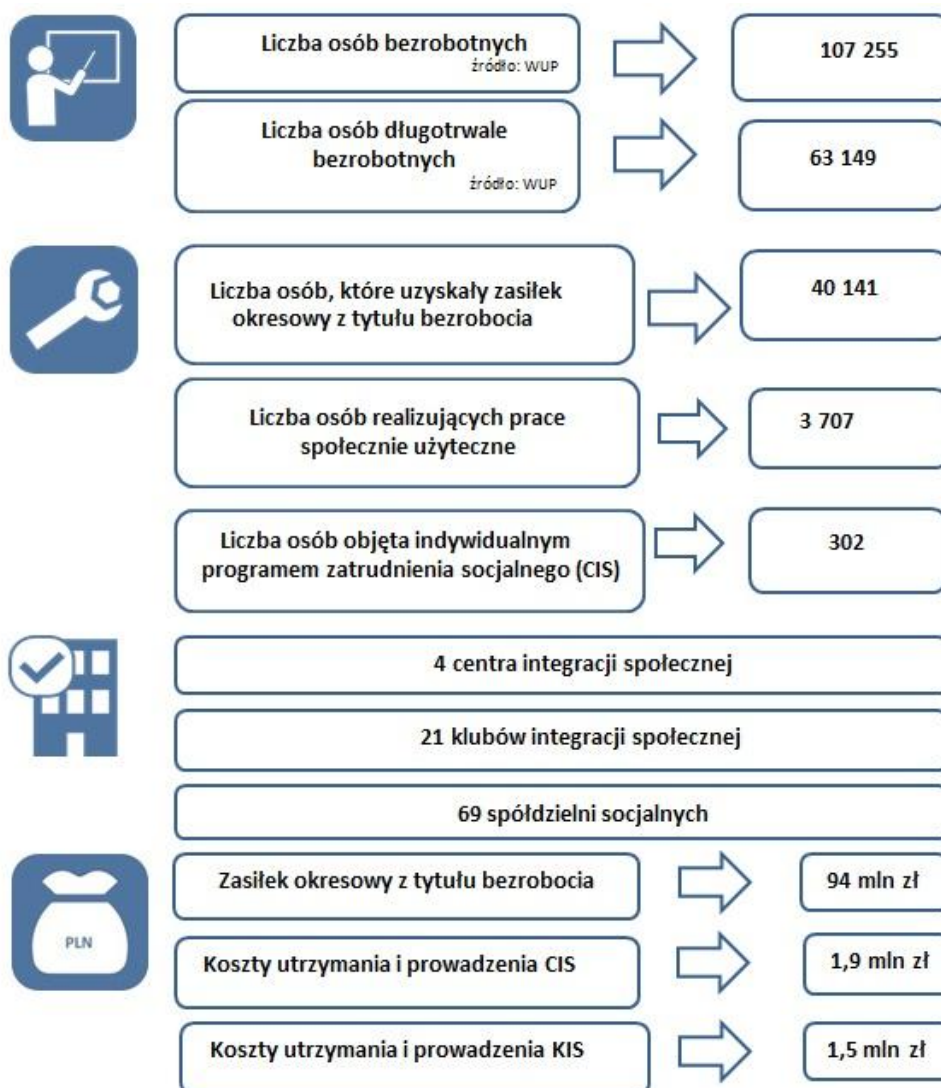 Liczba osób bezrobotnych
źródło: WUP
107 255
Liczba osób długotrwale
bezrobotnych
źródło: WUP
63 149
Liczba osób, które uzyskały zasiłek
okresowy z tytułu bezrobocia
40 141
Liczba osób realizujących prace
społecznie użyteczne
3 707
Liczba osób objęta indywidualnym
programem zatrudnienia socjalnego (CIS)
302
4 centra integracji społecznej
21 klubów integracji społecznej
69 spółdzielni socjalnych
PLN
Zasiłek okresowy z tytułu bezrobocia
94 mln zł
Koszty utrzymania i prowadzenia CIS
1,9 mln zł
Koszty utrzymania i prowadzenia KIS
1,5 mln zł